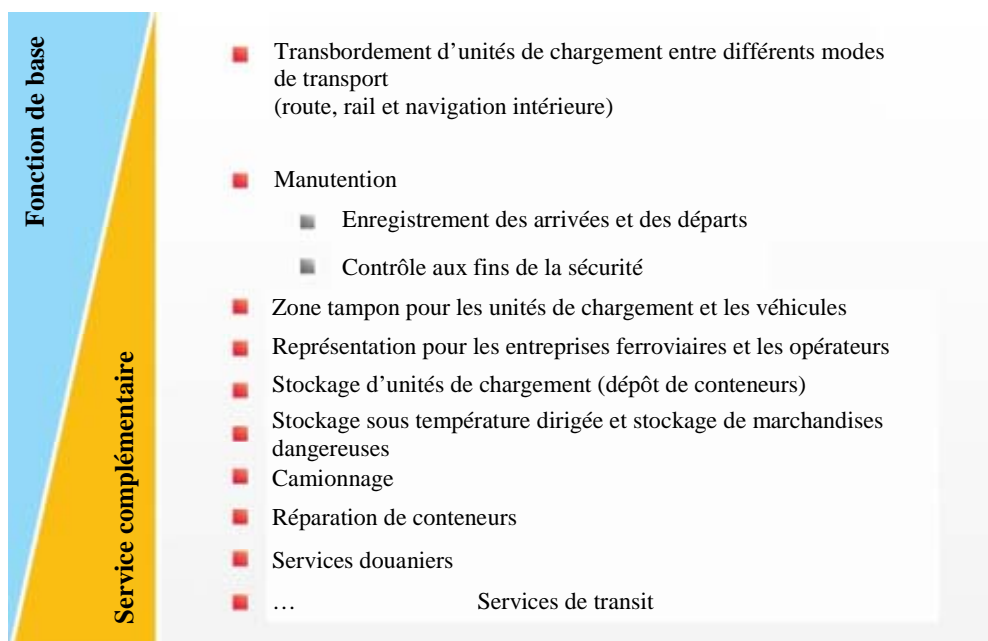 Fonction de base
Service complémentaire
Transbordement d’unités de chargement entre différents modes
de transport
(route, rail et navigation intérieure)
Manutention
Enregistrement des arrivées et des départs
Contrôle aux fins de la sécurité
Zone tampon pour les unités de chargement et les véhicules
Représentation pour les entreprises ferroviaires et les opérateurs
Stockage d’unités de chargement (dépôt de conteneurs)
Stockage sous température dirigée et stockage de marchandises
dangereuses
Camionnage
Réparation de conteneurs
Services douaniers
… Services de transit